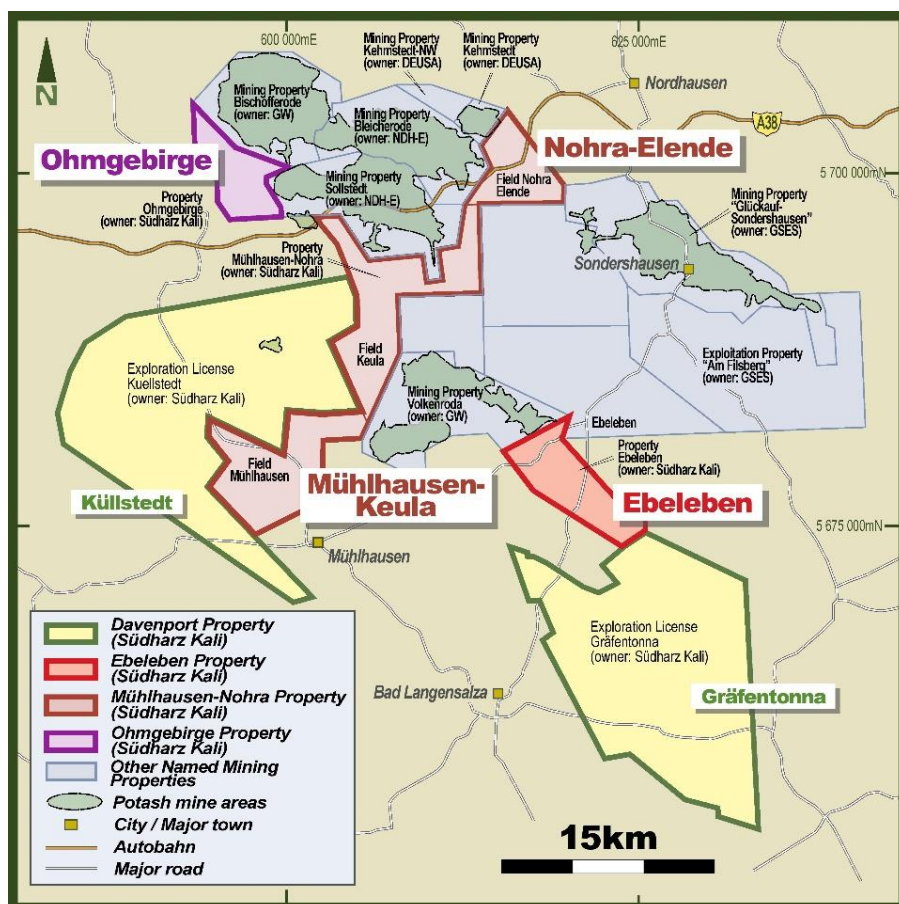 600 000mE
Mining Property
Kehmstedt-NW
(owner: DEUSA)
Mining Property
Kehmstedt
(owner: DEUSA)
625 000mE
N
Nordhausen
A38
Mining Property
Bischofferode
(owner: GW)
Mining Property
Bleicherode
(owner: NDH-E)
Ohmgebirge
Nohra-Elende
5 700 000mN
Mining Property
Sollstedt
(owner: NDH-E)
Field Nohra
Elende
Property
Ohmgebirge
(owner: Südharz Kali)
Mining Property
"Glückauf-
Sondershausen"
(owner: GSES)
Property
Mühlhausen-Nohra
(owner: Südharz Kali)
Sondershausen
Field
Keula
Exploration License
Kuellstedt
(owner: Südharz Kali)
Exploitation Property
"Am Filsberg"
(owner: GSES)
Mining Property
Volkenroda
(owner: GW)
Ebeleben
Property
Ebeleben
(owner: Südharz Kali)
Field
Mühlhausen
Mühlhausen-
Keula
Küllstedt
Ebeleben
5 675 000mN
Mühlhausen
Exploration License
Gräfentonna
(owner: Südharz Kali)
Bad Langensalza
Gräfentonna
Davenport Property
(Südharz Kali)
Ebeleben Property
(Südharz Kali)
Mühlhausen-Nohra Property
(Südharz Kali)
Ohmgebirge Property
(Südharz Kali)
Other Named Mining
Properties
Potash mine areas
City / Major town
Autobahn
Major road
15km